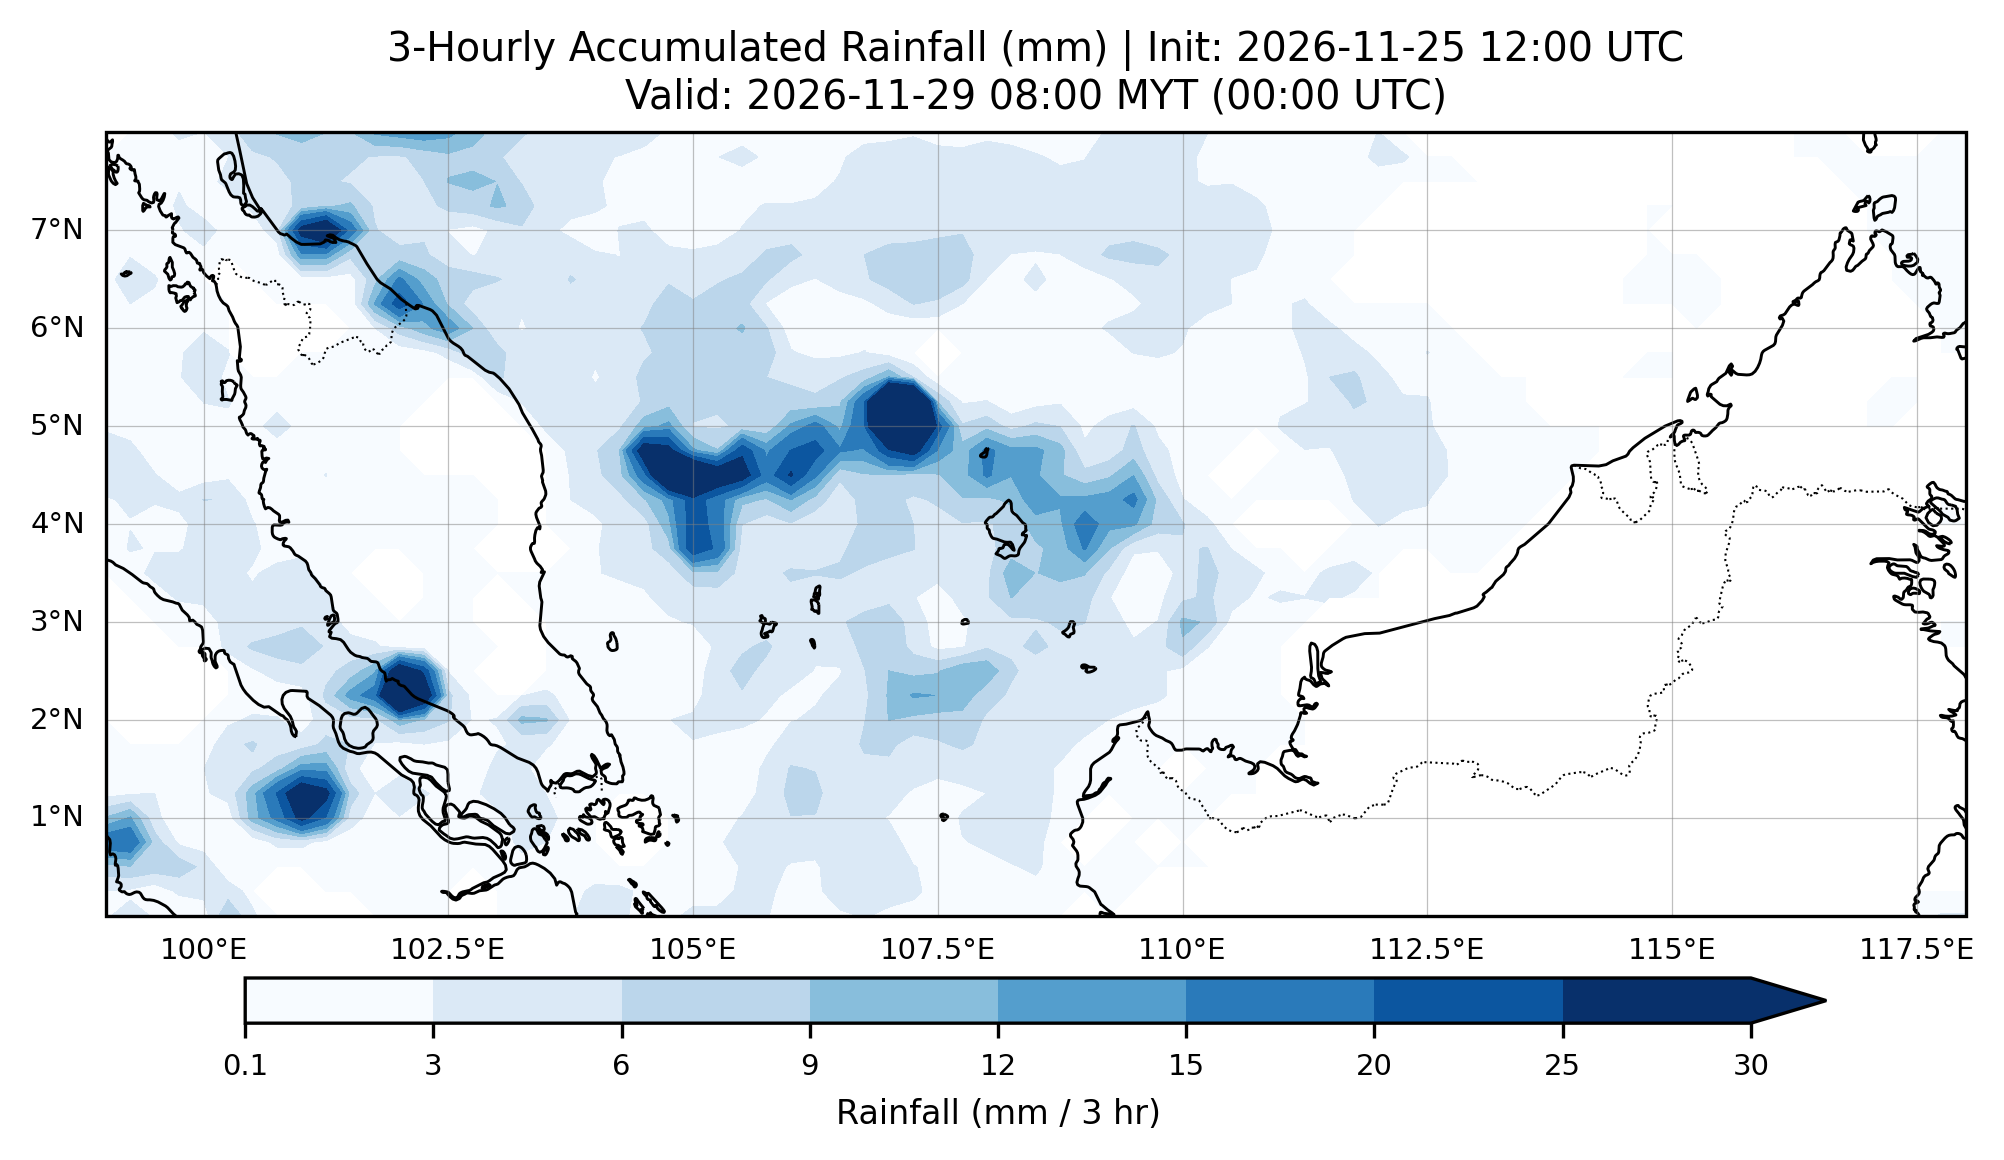 3-Hourly Accumulated Rainfall (mm) | Init: 2026-11-25 12:00 UTC
Valid: 2026-11-29 08:00 MYT (00:00 UTC)
7°N
6°N
5°N
4°N
3°N
2°N
1°N
100°E 102.5°E 105°E 107.5°E 110°E 112.5°E 115°E 117.5°E
0.1 3 6 9 12 15 20 25 30
Rainfall (mm / 3 hr)